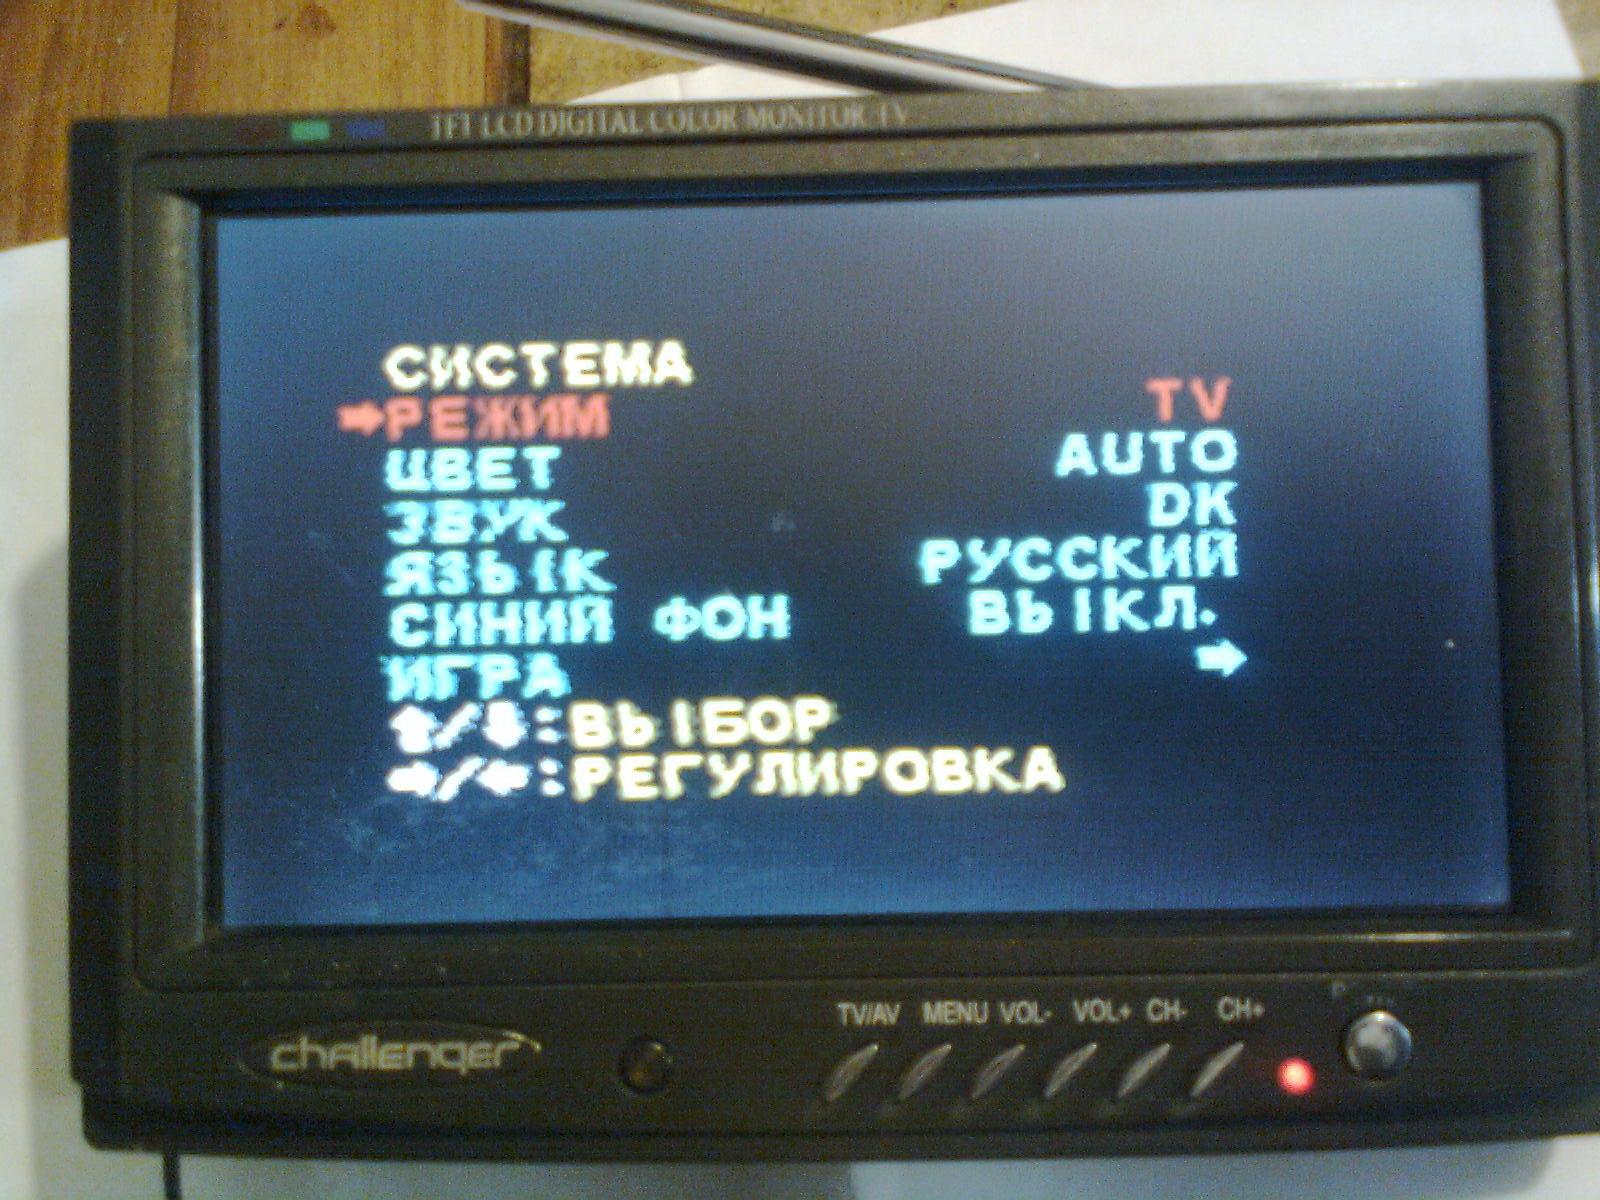 TFT LCD DIGITAL COLOR MONITOR TV
СИСТЕМА
➡РЕЖИМ TV
ЦВЕТ AUTO
ЗВУК DK
ЯЗЫК РУССКИЙ
СИНИЙ ФОН ВЫКЛ.
ИГРА ➡
⬆/⬇:ВЫБОР
➡/⬅:РЕГУЛИРОВКА
TV/AV MENU VOL- VOL+ CH- CH+
challenger